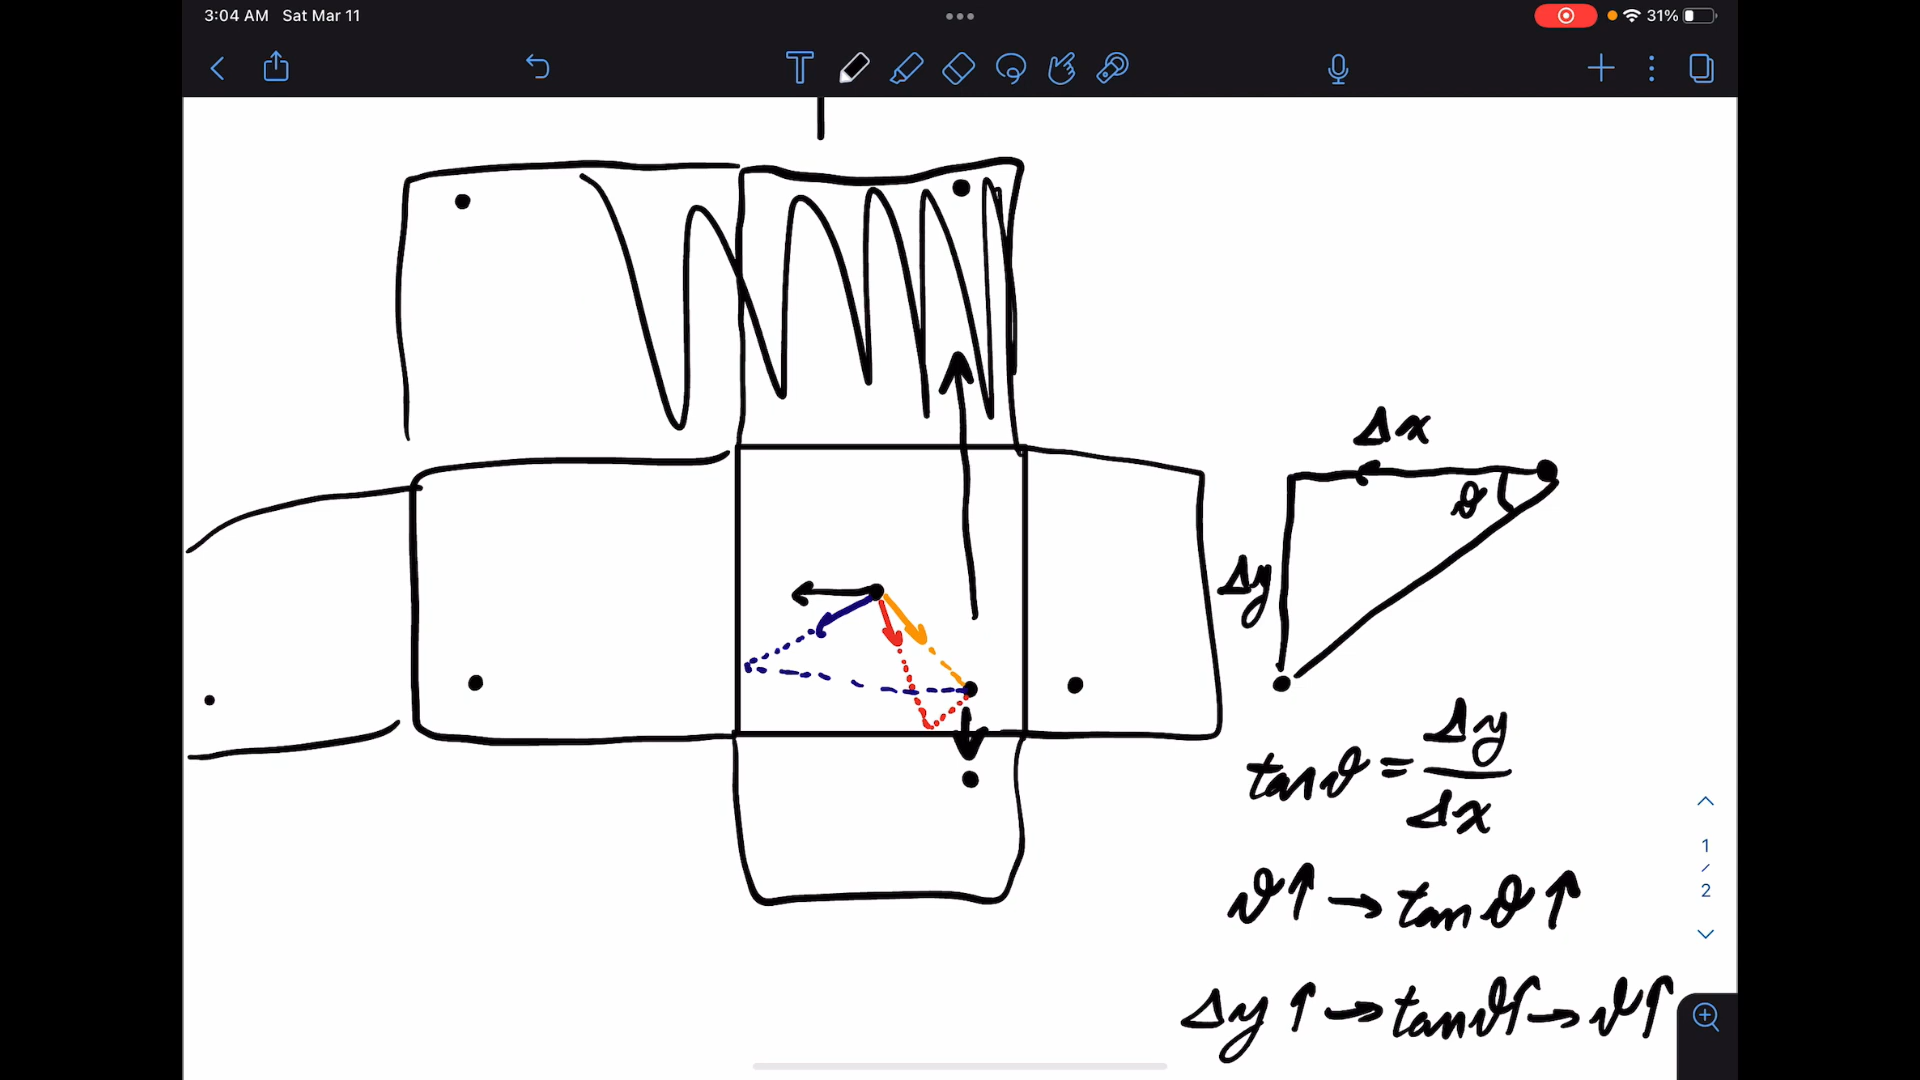 3:04 AM Sat Mar 11
31%
T
Δx
ϑ
Δy
tanϑ = Δy/Δx
1
/
2
ϑ↑ → tanϑ↑
Δy↑ → tanϑ↑ → ϑ↑